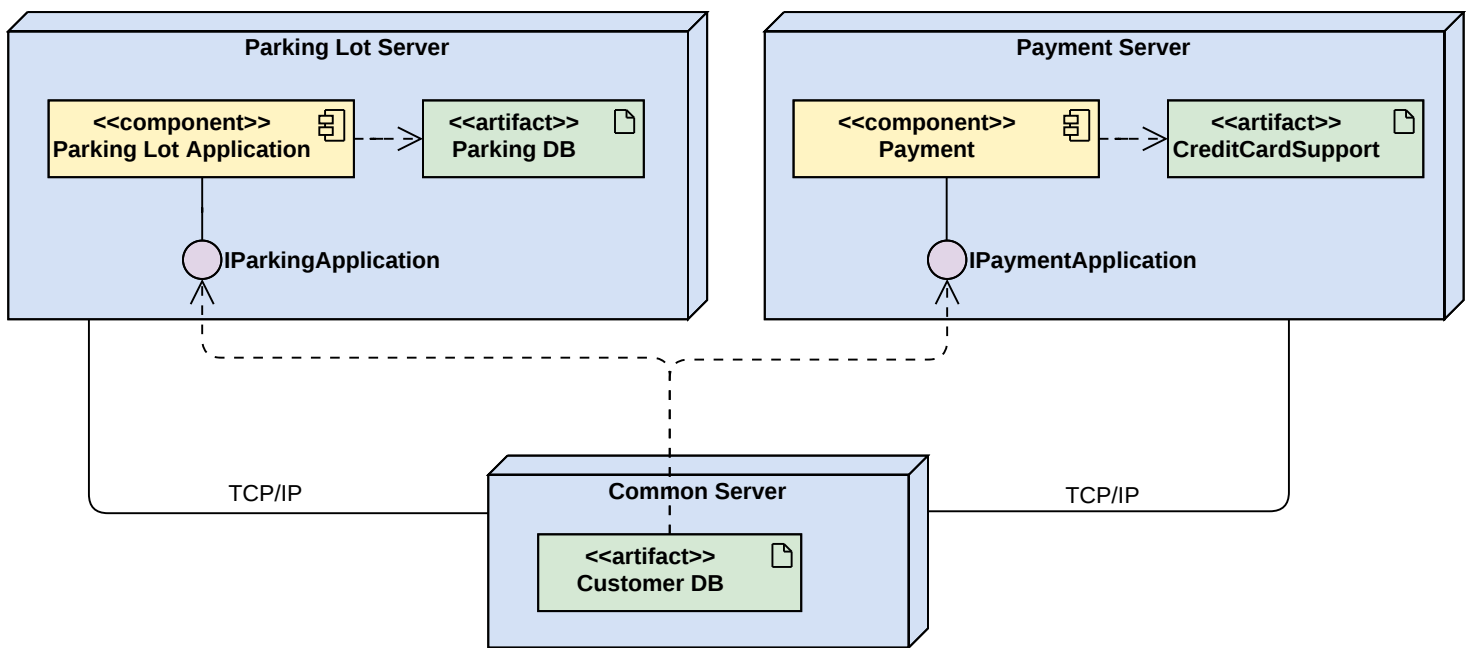 Parking Lot Server
<<component>>
Parking Lot Application
<<artifact>>
Parking DB
IParkingApplication
Payment Server
<<component>>
Payment
<<artifact>>
CreditCardSupport
IPaymentApplication
TCP/IP
TCP/IP
Common Server
<<artifact>>
Customer DB